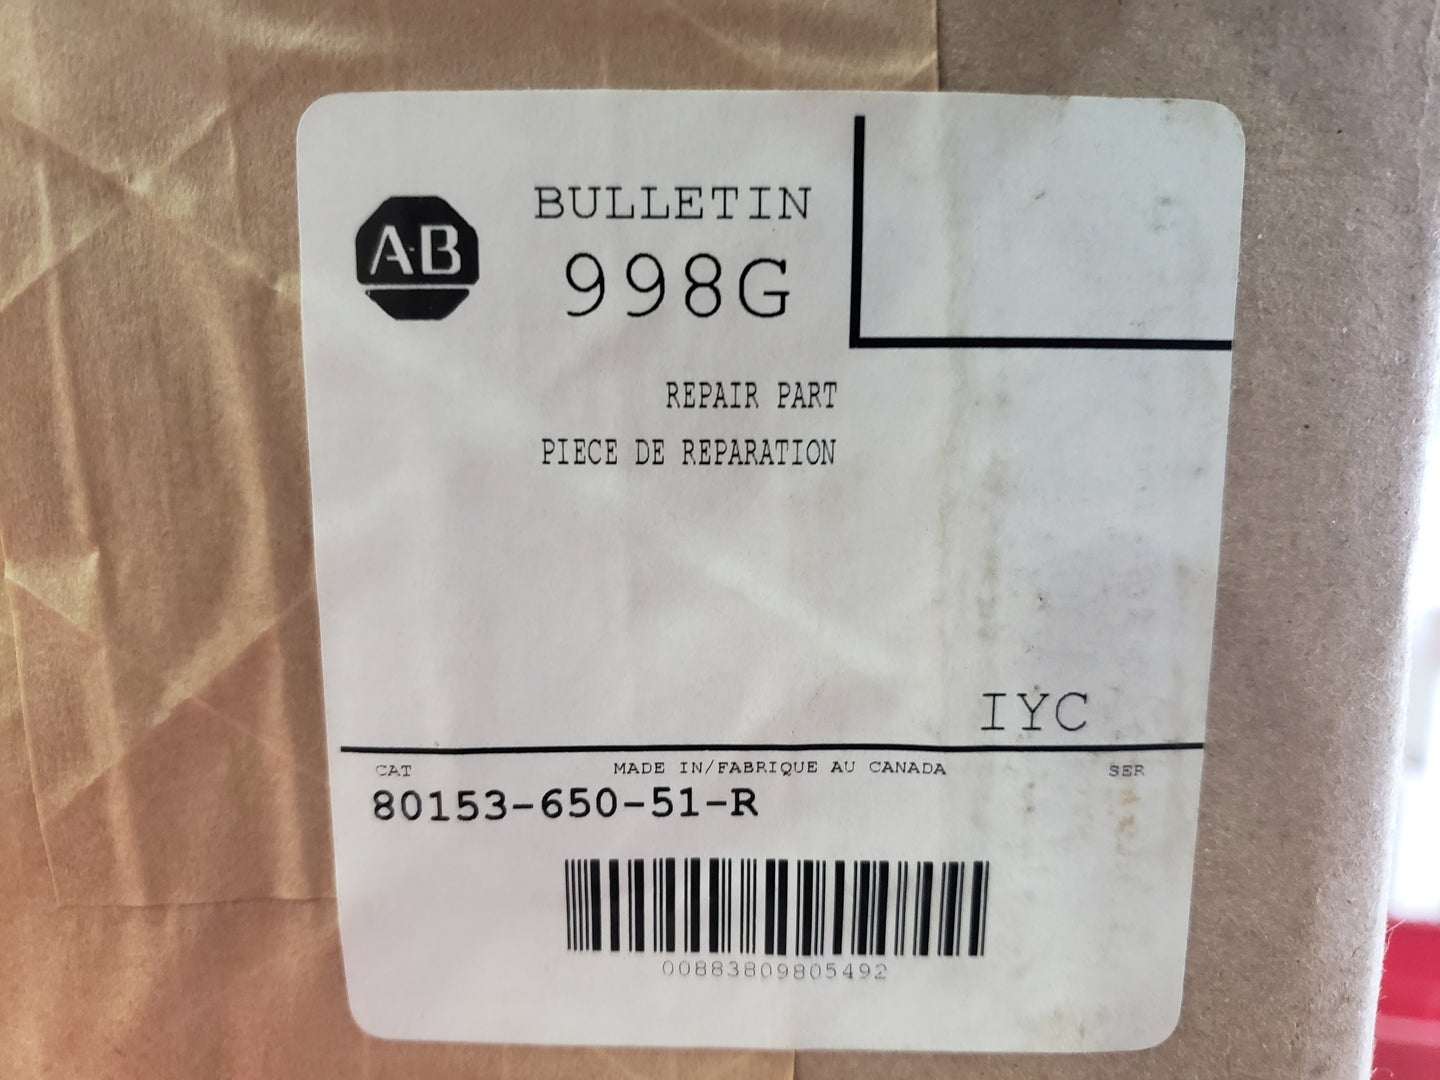 A-B
BULLETIN
998G
REPAIR PART
PIECE DE REPARATION
IYC
CAT MADE IN/FABRIQUE AU CANADA SER
80153-650-51-R
00883809805492